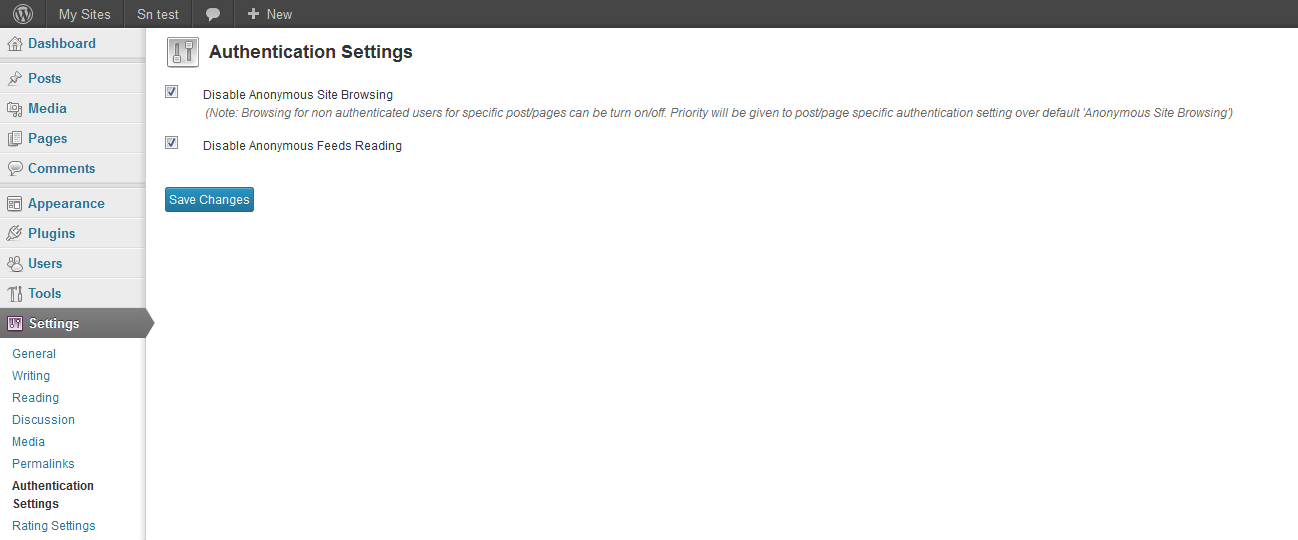 My Sites
Sn test
New
Dashboard
Posts
Media
Pages
Comments
Appearance
Plugins
Users
Tools
Settings
General
Writing
Reading
Discussion
Media
Permalinks
Authentication
Settings
Rating Settings
Authentication Settings
Disable Anonymous Site Browsing
(Note: Browsing for non authenticated users for specific post/pages can be turn on/off. Priority will be given to post/page specific authentication setting over default 'Anonymous Site Browsing')
Disable Anonymous Feeds Reading
Save Changes